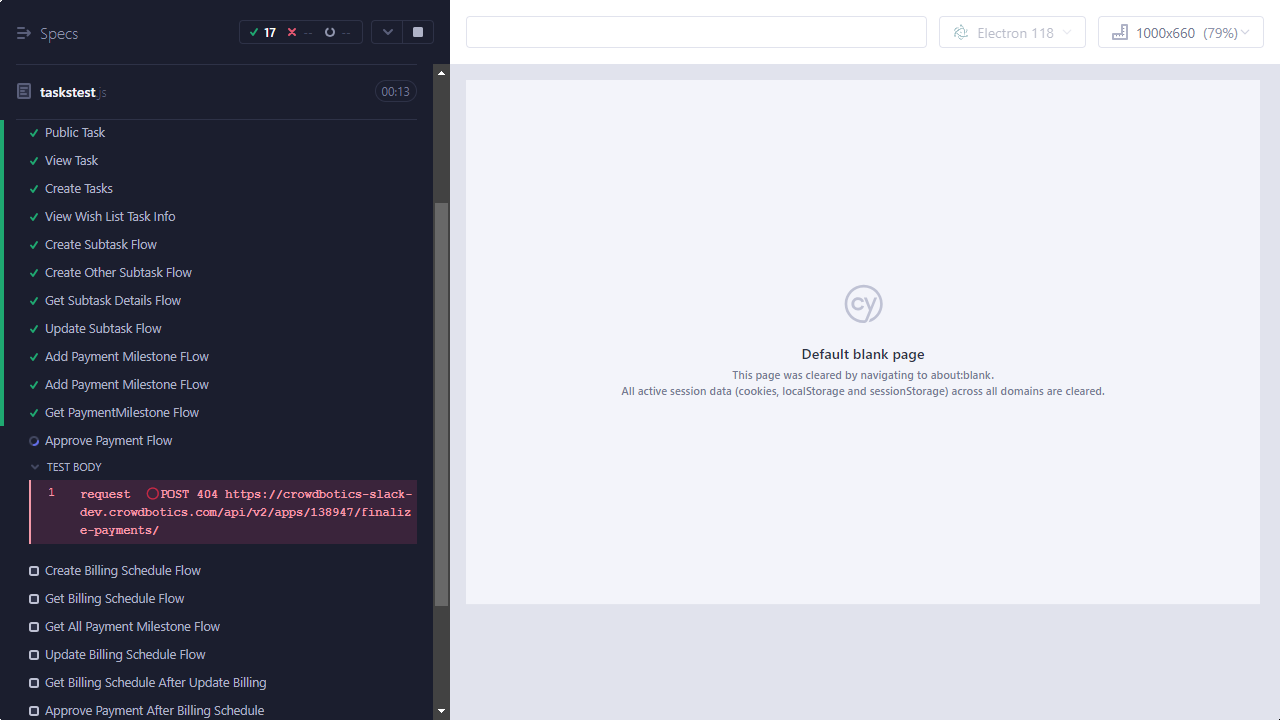 Specs
17
--
--
Electron 118
1000x660 (79%)
taskstest.js
00:13
Public Task
View Task
Create Tasks
View Wish List Task Info
Create Subtask Flow
Create Other Subtask Flow
Get Subtask Details Flow
Update Subtask Flow
Add Payment Milestone FLow
Add Payment Milestone FLow
Get PaymentMilestone Flow
Approve Payment Flow
TEST BODY
1 request POST 404 https://crowdbotics-slack-
dev.crowdbotics.com/api/v2/apps/138947/finaliz
e-payments/
Create Billing Schedule Flow
Get Billing Schedule Flow
Get All Payment Milestone Flow
Update Billing Schedule Flow
Get Billing Schedule After Update Billing
Approve Payment After Billing Schedule
cy
Default blank page
This page was cleared by navigating to about:blank.
All active session data (cookies, localStorage and sessionStorage) across all domains are cleared.